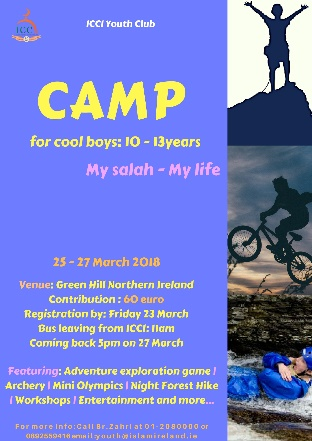 ICC
ICCI Youth Club
CAMP
for cool boys: 10 - 13years
My salah - My life
25 - 27 March 2018
Venue: Green Hill Northern Ireland
Contribution : 60 euro
Registration by: Friday 23 March
Bus leaving from ICCI: 11am
Coming back 5pm on 27 March
Featuring: Adventure exploration game |
Archery | Mini Olympics | Night Forest Hike
| Workshops | Entertainment and more...
For more info: Call Br. Zahri at 01-2080000 or
email: youth@islamireland.ie